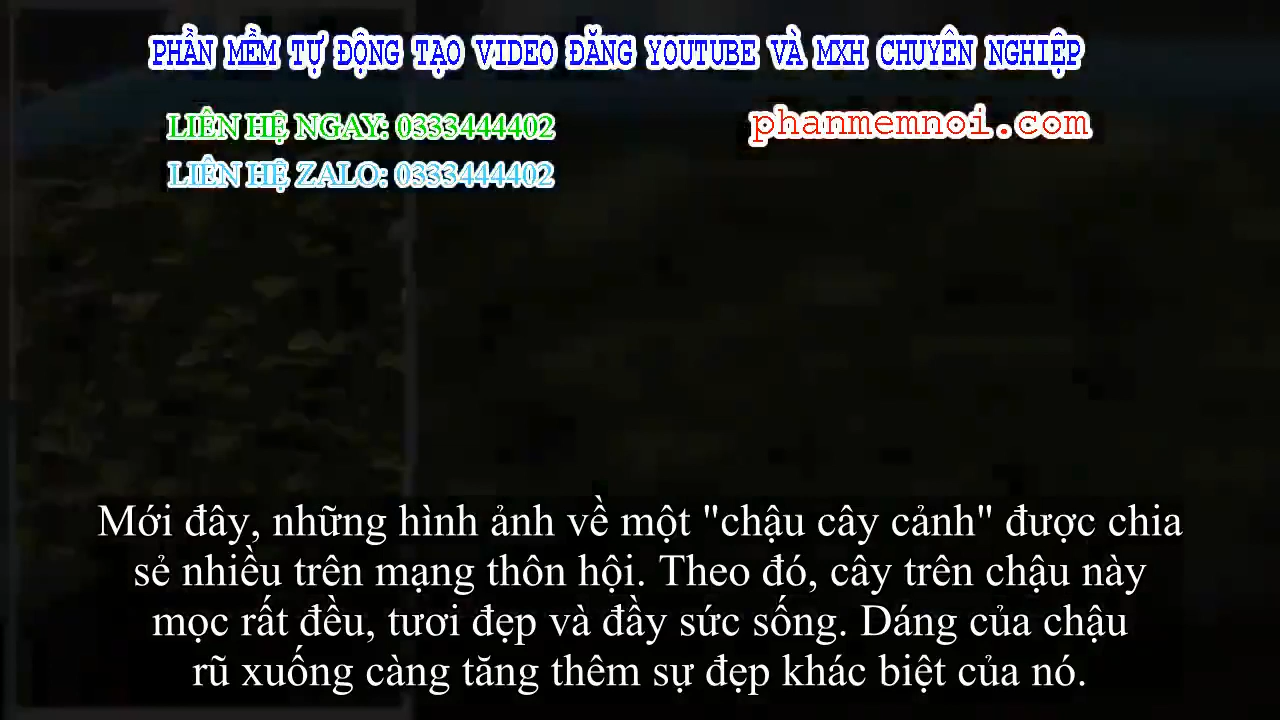 PHẦN MỀM TỰ ĐỘNG TẠO VIDEO ĐĂNG YOUTUBE VÀ MXH CHUYÊN NGHIỆP
LIÊN HỆ NGAY: 0333444402
phanmemnoi.com
LIÊN HỆ ZALO: 0333444402
Mới đây, những hình ảnh về một "chậu cây cảnh" được chia
sẻ nhiều trên mạng thôn hội. Theo đó, cây trên chậu này
mọc rất đều, tươi đẹp và đầy sức sống. Dáng của chậu
rũ xuống càng tăng thêm sự đẹp khác biệt của nó.